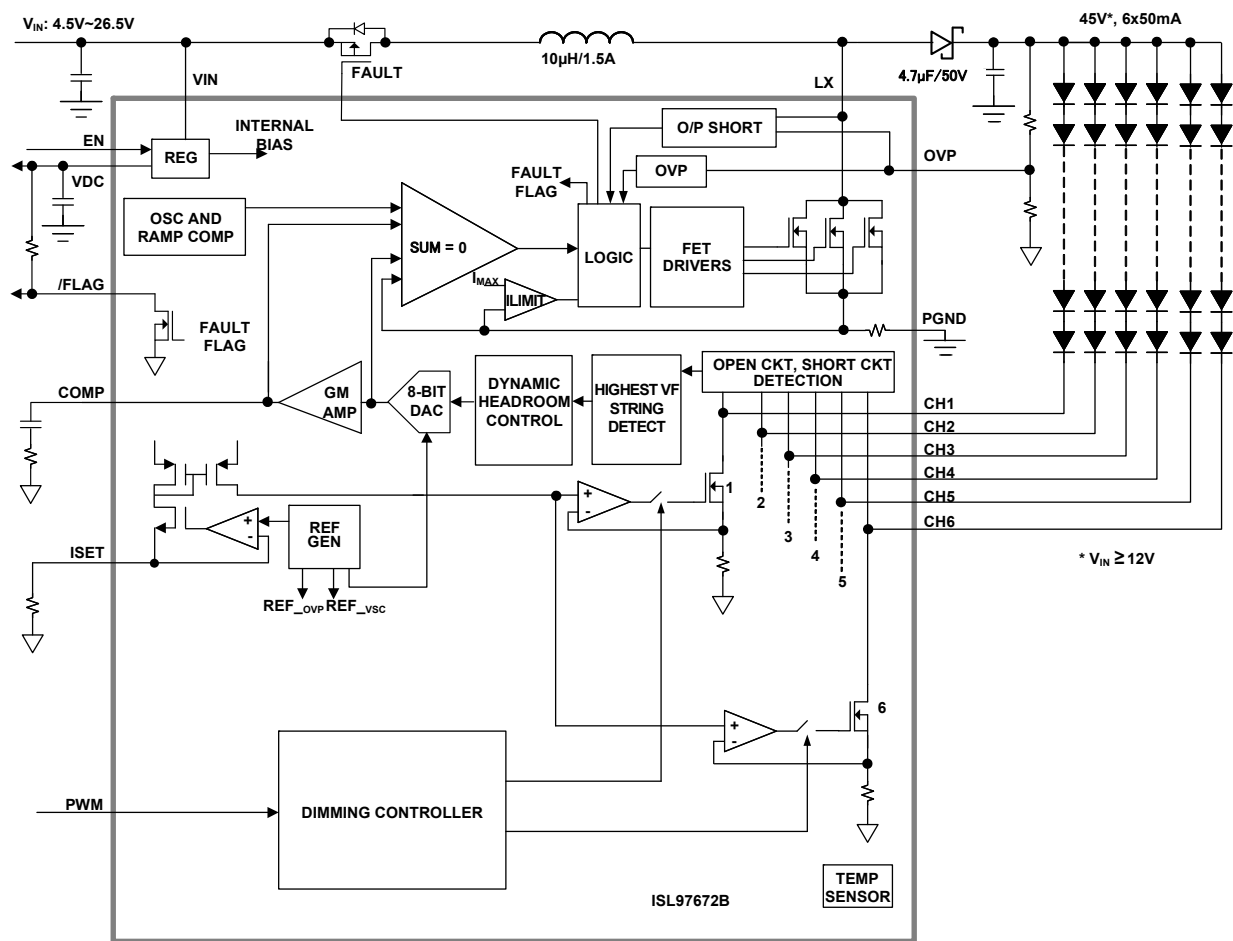 V_IN: 4.5V~26.5V
45V*, 6x50mA
10µH/1.5A
4.7µF/50V
FAULT
VIN
LX
INTERNAL
BIAS
O/P SHORT
EN
REG
OVP
OVP
FAULT
FLAG
VDC
OSC AND
RAMP COMP
SUM = 0
LOGIC
FET
DRIVERS
I_MAX
ILIMIT
/FLAG
FAULT
FLAG
PGND
OPEN CKT, SHORT CKT
DETECTION
COMP
GM
AMP
8-BIT
DAC
DYNAMIC
HEADROOM
CONTROL
HIGHEST VF
STRING
DETECT
CH1
CH2
CH3
CH4
CH5
CH6
+
-
1
2
3
4
5
+
-
REF
GEN
ISET
* V_IN ≥ 12V
REF_OVP
REF_VSC
+
-
6
PWM
DIMMING CONTROLLER
TEMP
SENSOR
ISL97672B